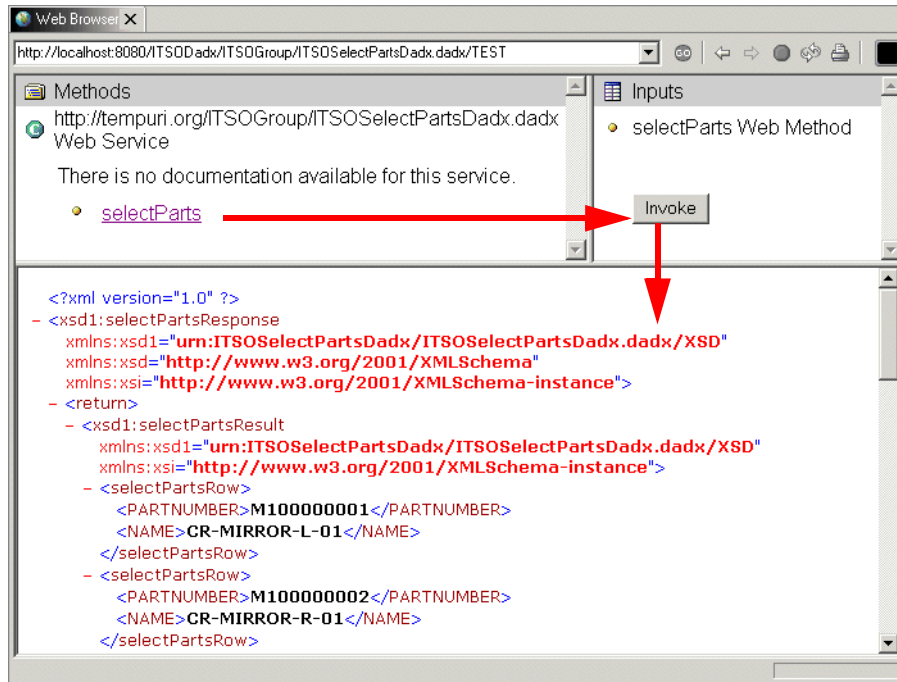 Web Browser
http://localhost:8080/ITSODadx/ITSOGroup/ITSOSelectPartsDadx.dadx/TEST
Methods
http://tempuri.org/ITSOGroup/ITSOSelectPartsDadx.dadx
Web Service
There is no documentation available for this service.
selectParts
Inputs
selectParts Web Method
Invoke
<?xml version="1.0" ?>
– <xsd1:selectPartsResponse
xmlns:xsd1="urn:ITSOSelectPartsDadx/ITSOSelectPartsDadx.dadx/XSD"
xmlns:xsd="http://www.w3.org/2001/XMLSchema"
xmlns:xsi="http://www.w3.org/2001/XMLSchema-instance">
– <return>
– <xsd1:selectPartsResult
xmlns:xsd1="urn:ITSOSelectPartsDadx/ITSOSelectPartsDadx.dadx/XSD"
xmlns:xsi="http://www.w3.org/2001/XMLSchema-instance">
– <selectPartsRow>
<PARTNUMBER>M100000001</PARTNUMBER>
<NAME>CR-MIRROR-L-01</NAME>
</selectPartsRow>
– <selectPartsRow>
<PARTNUMBER>M100000002</PARTNUMBER>
<NAME>CR-MIRROR-R-01</NAME>
</selectPartsRow>